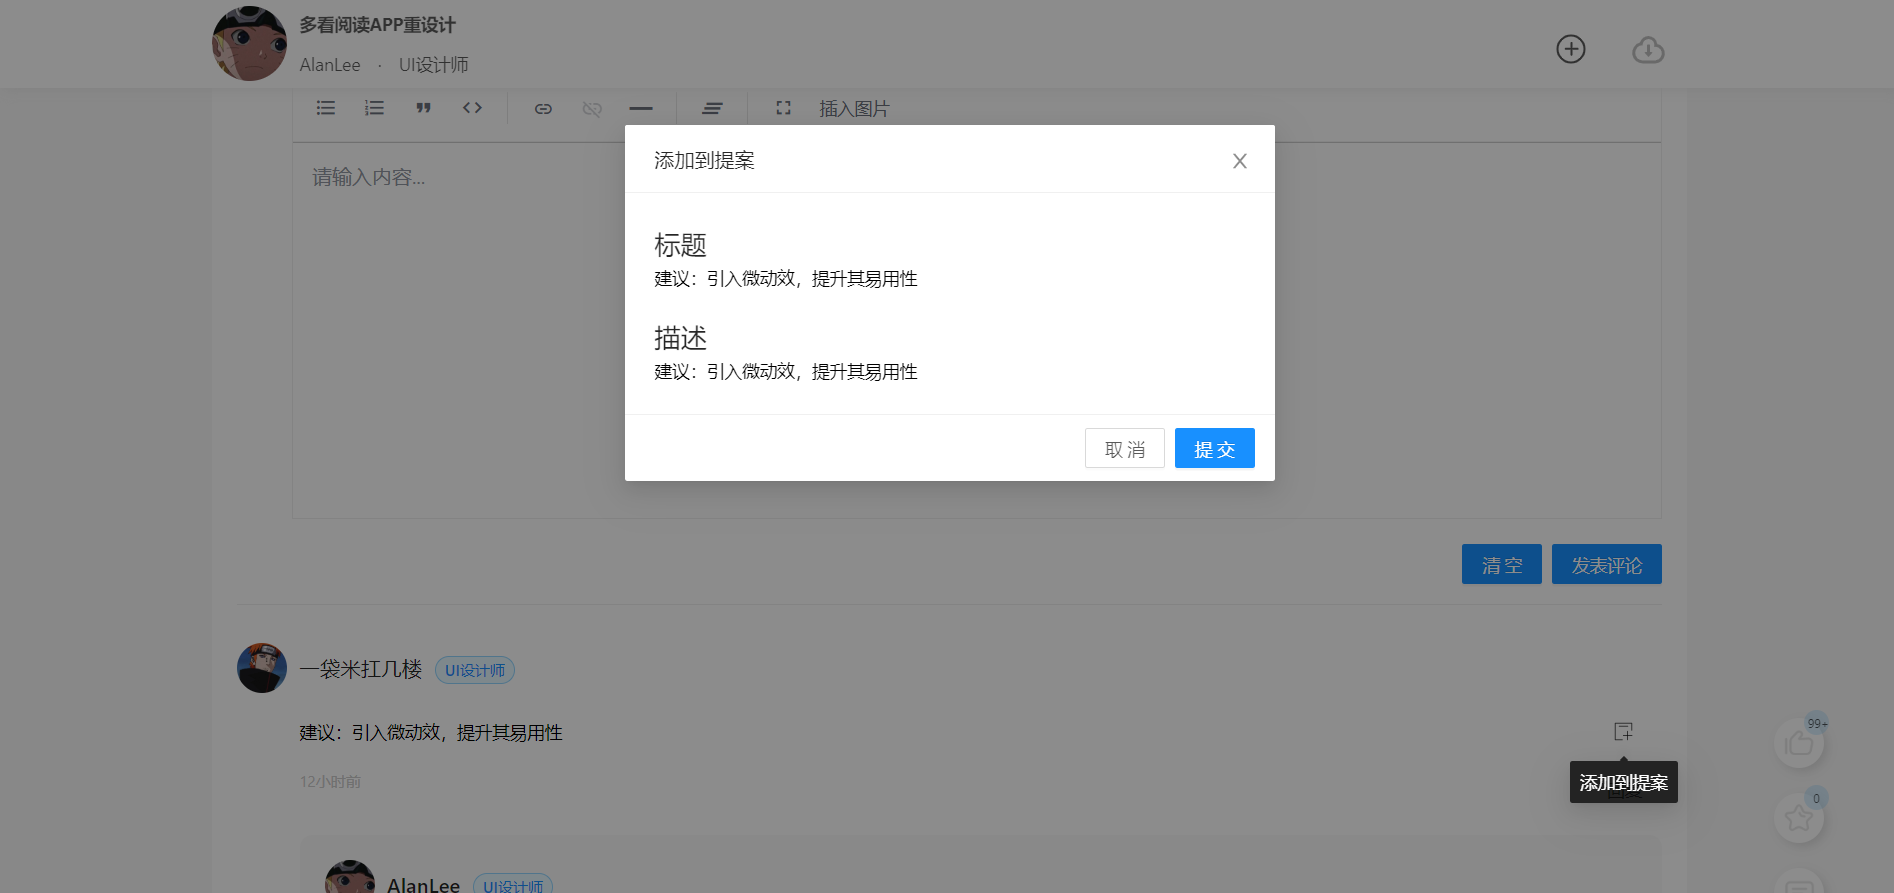 多看阅读APP重设计
AlanLee · UI设计师
插入图片
请输入内容...
添加到提案
标题
建议：引入微动效，提升其易用性
描述
建议：引入微动效，提升其易用性
取 消
提 交
清 空
发表评论
一袋米扛几楼
UI设计师
建议：引入微动效，提升其易用性
12小时前
添加到提案
99+
0
AlanLee
UI设计师